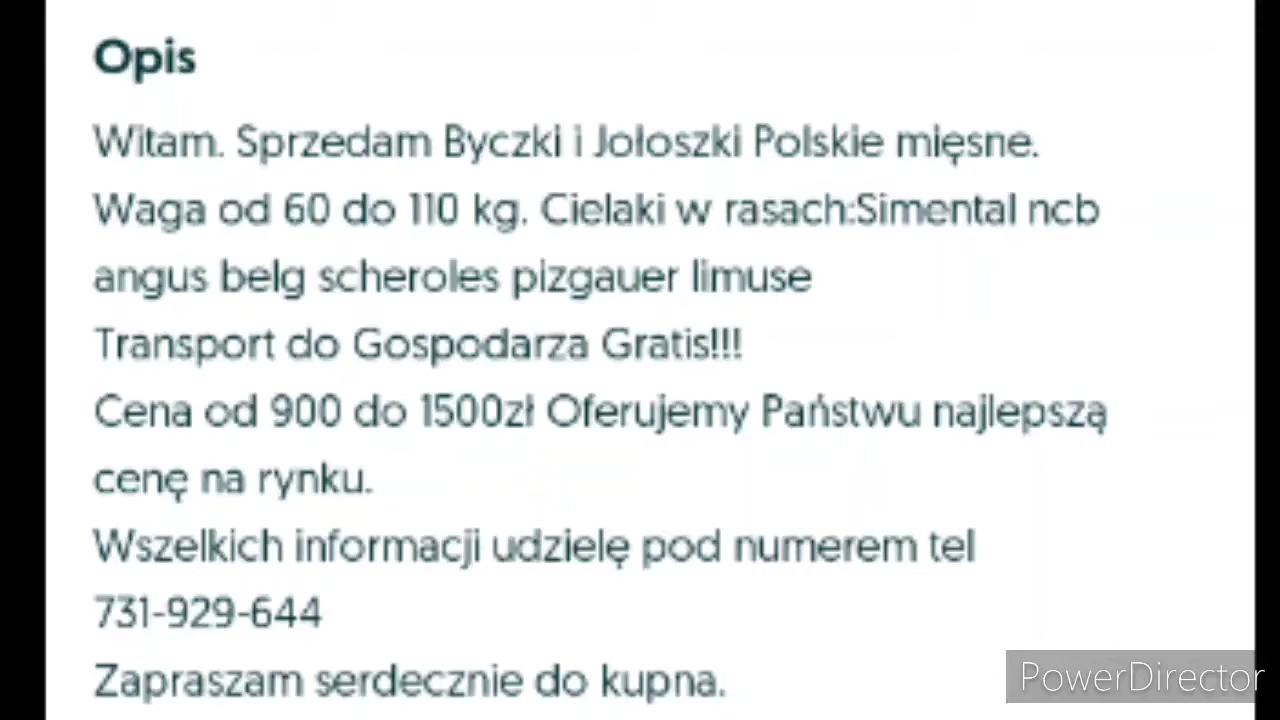 Opis
Witam. Sprzedam Byczki i Jołoszki Polskie mięsne.
Waga od 60 do 110 kg. Cielaki w rasach:Simental ncb
angus belg scheroles pizgauer limuse
Transport do Gospodarza Gratis!!!
Cena od 900 do 1500zł Oferujemy Państwu najlepszą
cenę na rynku.
Wszelkich informacji udzielę pod numerem tel
731-929-644
Zapraszam serdecznie do kupna.
PowerDirector